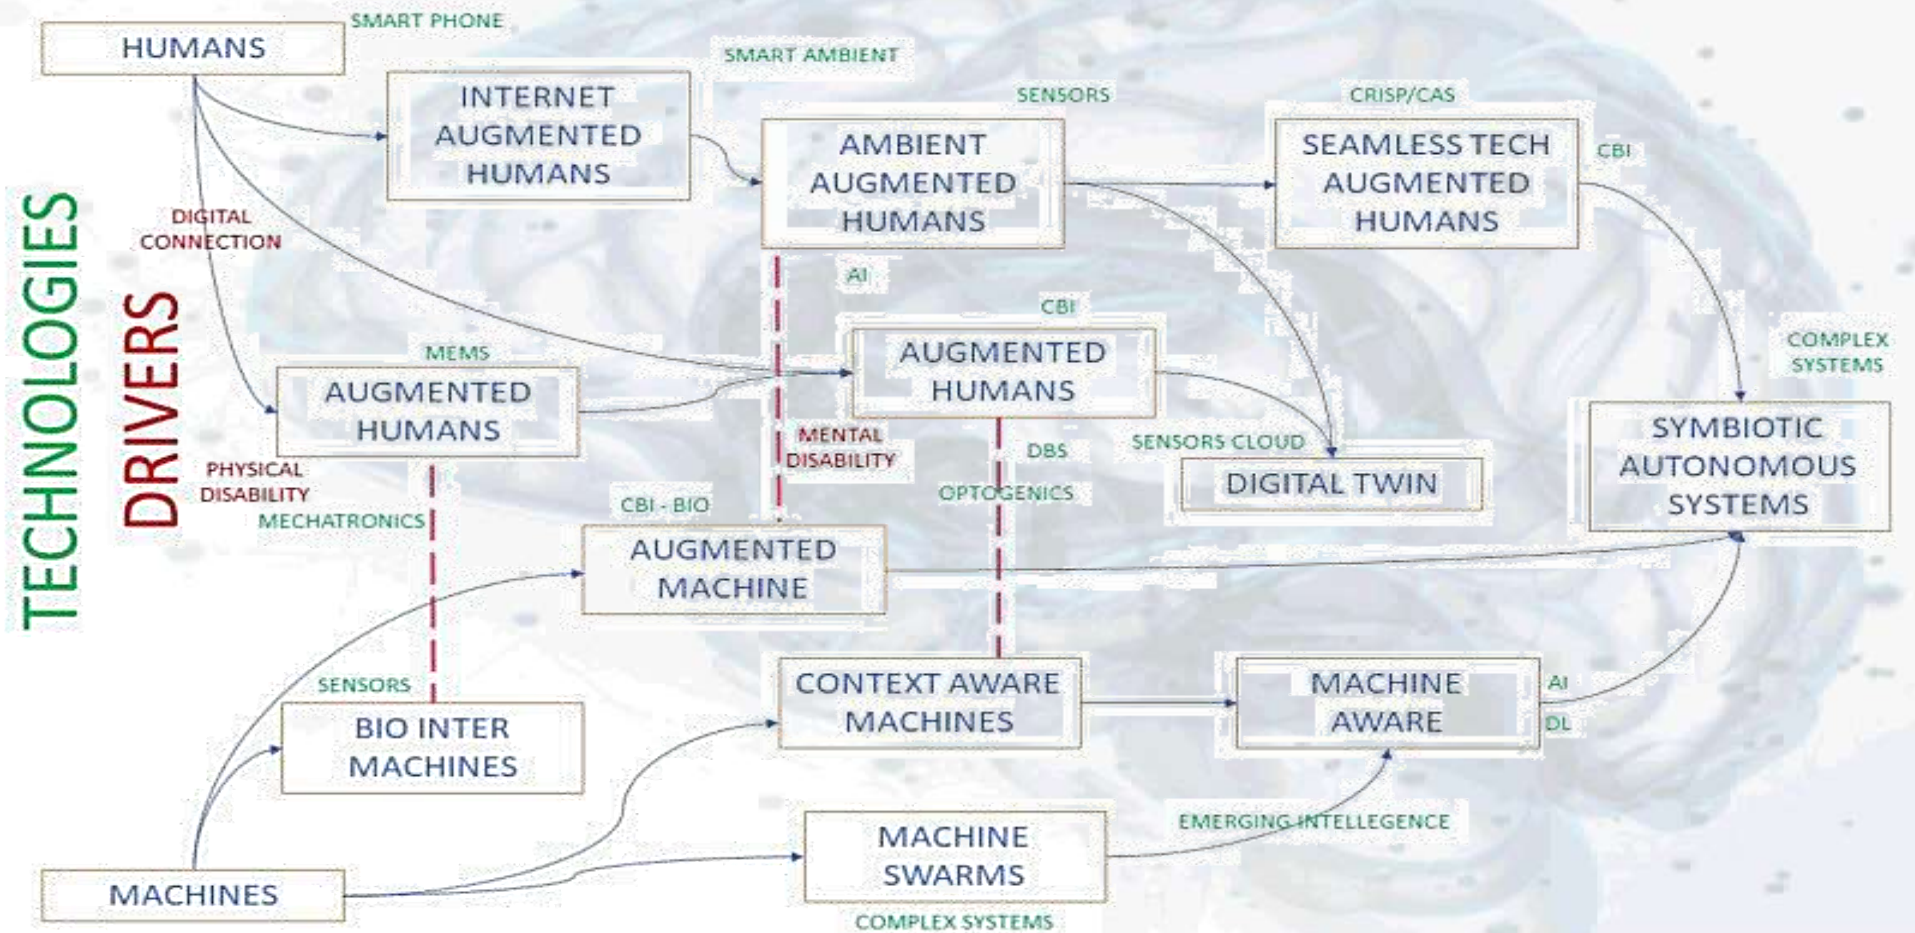 TECHNOLOGIES
DRIVERS
HUMANS
SMART PHONE
INTERNET
AUGMENTED
HUMANS
SMART AMBIENT
AMBIENT
AUGMENTED
HUMANS
SENSORS
CRISP/CAS
SEAMLESS TECH
AUGMENTED
HUMANS
CBI
DIGITAL
CONNECTION
AI
CBI
AUGMENTED
HUMANS
MEMS
AUGMENTED
HUMANS
COMPLEX
SYSTEMS
SYMBIOTIC
AUTONOMOUS
SYSTEMS
MENTAL
DISABILITY
DBS
OPTOGENICS
SENSORS CLOUD
DIGITAL TWIN
PHYSICAL
DISABILITY
MECHATRONICS
CBI - BIO
AUGMENTED
MACHINE
SENSORS
BIO INTER
MACHINES
CONTEXT AWARE
MACHINES
MACHINE
AWARE
AI
DL
MACHINE
SWARMS
EMERGING INTELLEGENCE
MACHINES
COMPLEX SYSTEMS